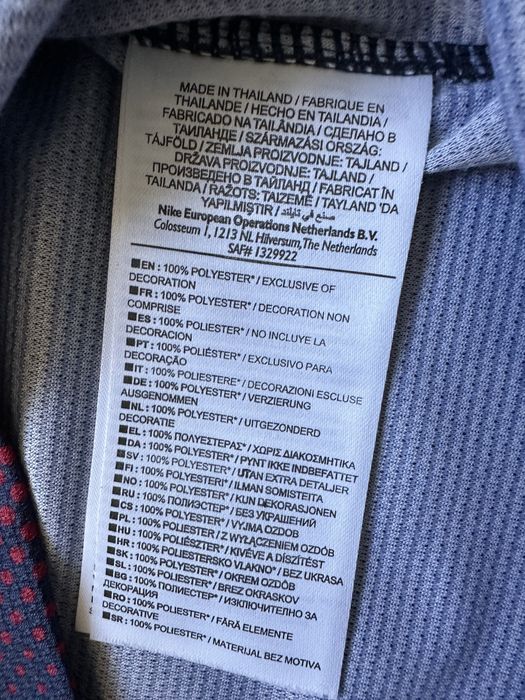 MADE IN THAILAND / FABRIQUE EN
THAILANDE / HECHO EN TAILANDIA /
FABRICADO NA TAILÂNDIA / СДЕЛАНО В
ТАИЛАНДЕ / SZÁRMAZÁSI ORSZÁG:
TÁJFÖLD / ZEMLJA PROIZVODNJE: TAJLAND /
DRŽAVA PROIZVODNJE: TAJLAND /
ПРОИЗВЕДЕНО В ТАЙЛАНД / FABRICAT ÎN
TAILANDA / RAŽOTS: TAIZEMĒ / TAYLAND 'DA
YAPILMIŞTIR / صنع في تايلند
Nike European Operations Netherlands B.V.
Colosseum 1, 1213 NL Hilversum, The Netherlands
SAF# 1329922
■EN : 100% POLYESTER* / EXCLUSIVE OF
DECORATION
■FR : 100% POLYESTER* / DECORATION NON
COMPRISE
■ES : 100% POLIESTER* / NO INCLUYE LA
DECORACION
■PT : 100% POLIÉSTER* / EXCLUSIVO PARA
DECORAÇÃO
■IT : 100% POLIESTERE* / DECORAZIONI ESCLUSE
■DE : 100% POLYESTER* / VERZIERUNG
AUSGENOMMEN
■NL : 100% POLYESTER* / UITGEZONDERD
DECORATIE
■EL : 100% ΠΟΛΥΕΣΤΕΡΑΣ* / ΧΩΡΙΣ ΔΙΑΚΟΣΜΗΤΙΚΑ
■DA : 100% POLYESTER* / PYNT IKKE INDBEFATTET
■SV : 100% POLYESTER* / UTAN EXTRA DETALJER
■FI : 100% POLYESTERI* / ILMAN SOMISTEITA
■NO : 100% POLYESTER* / KUN DEKORASJONEN
■RU : 100% ПОЛИЭСТЕР* / БЕЗ УКРАШЕНИЙ
■CS : 100% POLYESTER* / VYJMA OZDOB
■PL : 100% POLIESTER* / Z WYŁĄCZENIEM OZDÓB
■HU : 100% POLIÉSZTER* / KIVÉVE A DÍSZÍTÉST
■HR : 100% POLIESTERSKO VLAKNO* / BEZ UKRASA
■SK : 100% POLYESTER* / OKREM OZDÔB
■SL : 100% POLIESTER* / BREZ OKRASKOV
■BG : 100% ПОЛИЕСТЕР* / ИЗКЛЮЧИТЕЛНО ЗА
ДЕКОРАЦИЯ
■RO : 100% POLIESTER* / FĂRĂ ELEMENTE
DECORATIVE
■SR : 100% POLIESTER* / MATERIJAL BEZ MOTIVA